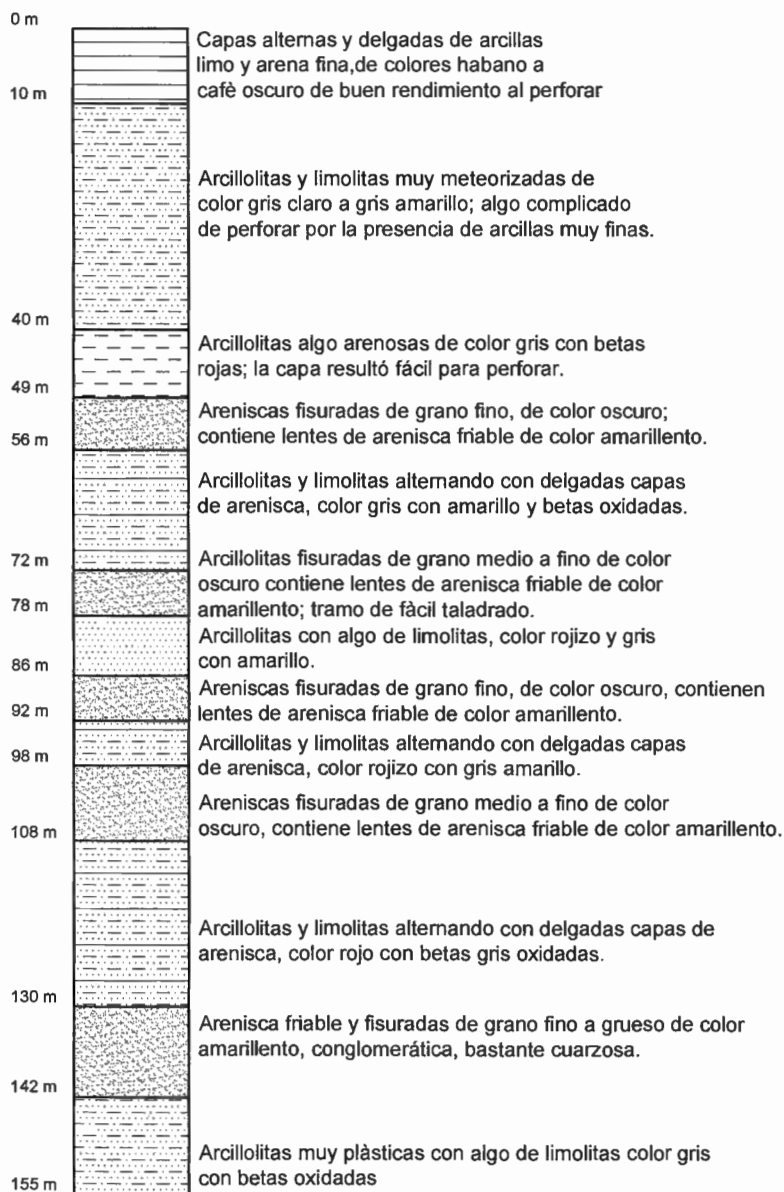 0 m
Capas alternas y delgadas de arcillas
limo y arena fina,de colores habano a
cafè oscuro de buen rendimiento al perforar
10 m
Arcillolitas y limolitas muy meteorizadas de
color gris claro a gris amarillo; algo complicado
de perforar por la presencia de arcillas muy finas.
40 m
Arcillolitas algo arenosas de color gris con betas
rojas; la capa resultó fácil para perforar.
49 m
Areniscas fisuradas de grano fino, de color oscuro;
contiene lentes de arenisca friable de color amarillento.
56 m
Arcillolitas y limolitas alternando con delgadas capas
de arenisca, color gris con amarillo y betas oxidadas.
72 m
Arcillolitas fisuradas de grano medio a fino de color
oscuro contiene lentes de arenisca friable de color
amarillento; tramo de fàcil taladrado.
78 m
Arcillolitas con algo de limolitas, color rojizo y gris
con amarillo.
86 m
Areniscas fisuradas de grano fino, de color oscuro, contienen
lentes de arenisca friable de color amarillento.
92 m
Arcillolitas y limolitas alternando con delgadas capas
de arenisca, color rojizo con gris amarillo.
98 m
Areniscas fisuradas de grano medio a fino de color
oscuro, contiene lentes de arenisca friable de color amarillento.
108 m
Arcillolitas y limolitas alternando con delgadas capas de
arenisca, color rojo con betas gris oxidadas.
130 m
Arenisca friable y fisuradas de grano fino a grueso de color
amarillento, conglomerática, bastante cuarzosa.
142 m
Arcillolitas muy plàsticas con algo de limolitas color gris
con betas oxidadas
155 m